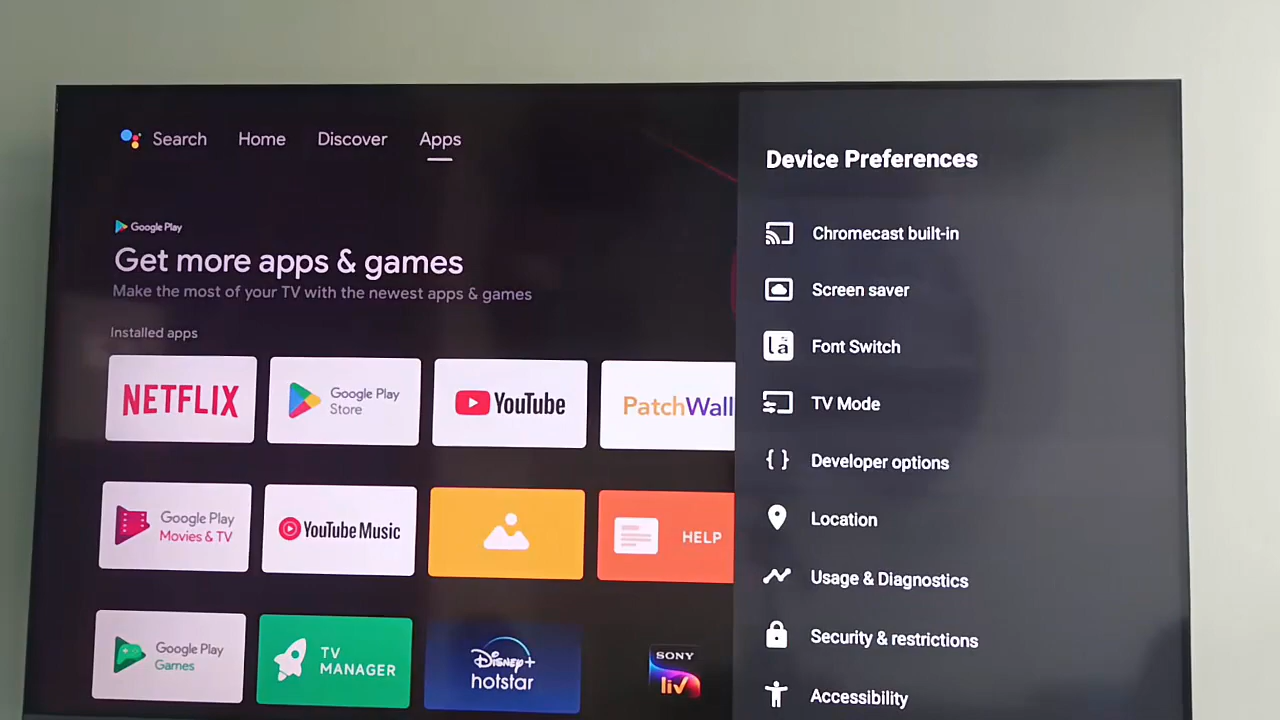 Search Home Discover Apps
Google Play
Get more apps & games
Make the most of your TV with the newest apps & games
Installed apps
NETFLIX
Google Play
Store
YouTube
PatchWall
Google Play
Movies & TV
YouTube Music
HELP
Google Play
Games
TV
MANAGER
Disney+
hotstar
SONY
liv
Device Preferences
Chromecast built-in
Screen saver
Font Switch
TV Mode
Developer options
Location
Usage & Diagnostics
Security & restrictions
Accessibility